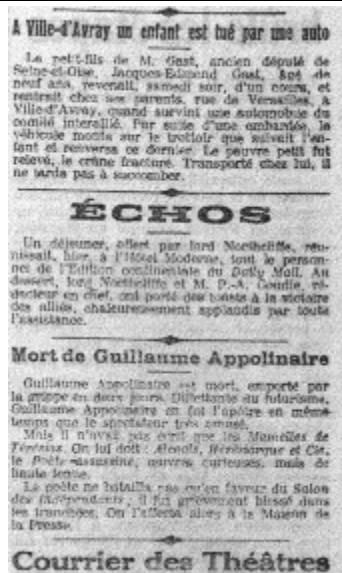 A Ville-d'Avray un enfant est tué par une auto
Le petit-fils de M. Gast, ancien député de
Seine-et-Oise, Jacques-Edmond Gast, âgé de
neuf ans, revenait, samedi soir, d'un cours, et
rentrait chez ses parents, rue de Versailles, à
Ville-d'Avray, quand survint une automobile du
comité interallié. Par suite d'une embardée, le
véhicule monta sur le trottoir que suivait l'en-
fant et renversa ce dernier. Le pauvre petit fut
relevé, le crâne fracturé. Transporté chez lui, il
ne tarda pas à succomber.
ÉCHOS
Un déjeuner, offert par lord Northcliffe, réu-
nissait, hier, à l'Hôtel Moderne, tout le person-
nel de l'Edition continentale du Daily Mail. Au
dessert, lord Northcliffe et M. P.-A. Goudie, ré-
dacteur en chef, ont porté des toasts à la victoire
des alliés, chaleureusement applaudis par toute
l'assistance.
Mort de Guillaume Appolinaire
Guillaume Appolinaire est mort, emporté par
la grippe en deux jours. Dilettante du futurisme,
Guillaume Appolinaire en fut l'apôtre en même
temps que le spectateur très amusé.
Mais il n'avait pas écrit que les Mamelles de
Térésias. On lui doit : Alcools, et Cie,
le Poète assassiné, œuvres curieuses, mais de
haute tenue.
Le poète ne batailla pas qu'en faveur du Salon
des Indépendants ; il fut grièvement blessé dans
les tranchées. On l'affecta alors à la Maison de
la Presse.
Courrier des Théâtres